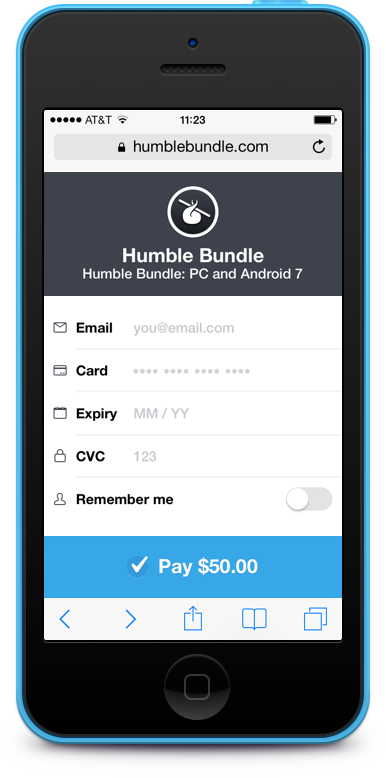 AT&T 11:23
humblebundle.com
Humble Bundle
Humble Bundle: PC and Android 7
Email you@email.com
Card •••• •••• •••• ••••
Expiry MM / YY
CVC 123
Remember me
Pay $50.00